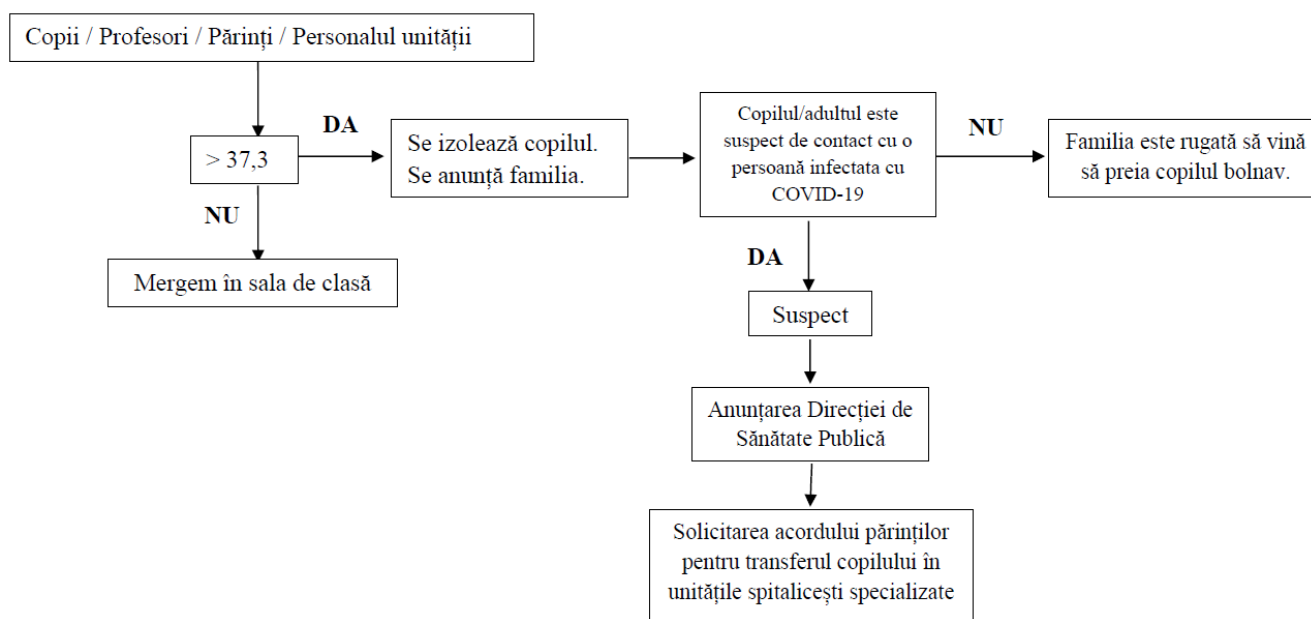 Copii / Profesori / Părinți / Personalul unității
> 37,3
DA
NU
Mergem în sala de clasă
Se izolează copilul.
Se anunță familia.
Copilul/adultul este
suspect de contact cu o
persoană infectata cu
COVID-19
NU
Familia este rugată să vină
să preia copilul bolnav.
DA
Suspect
Anunțarea Direcției de
Sănătate Publică
Solicitarea acordului părinților
pentru transferul copilului în
unitățile spitalicești specializate